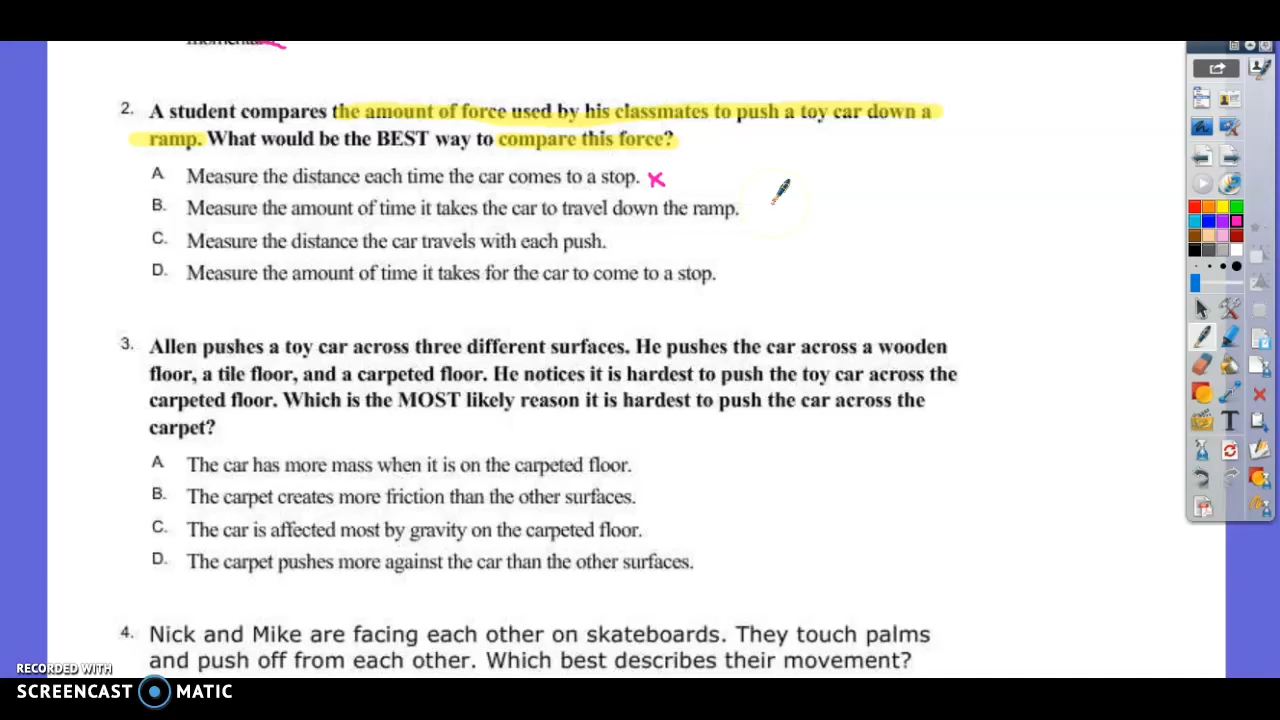 2. A student compares the amount of force used by his classmates to push a toy car down a
ramp. What would be the BEST way to compare this force?
A Measure the distance each time the car comes to a stop. x
B. Measure the amount of time it takes the car to travel down the ramp.
C. Measure the distance the car travels with each push.
D. Measure the amount of time it takes for the car to come to a stop.
3. Allen pushes a toy car across three different surfaces. He pushes the car across a wooden
floor, a tile floor, and a carpeted floor. He notices it is hardest to push the toy car across the
carpeted floor. Which is the MOST likely reason it is hardest to push the car across the
carpet?
A The car has more mass when it is on the carpeted floor.
B. The carpet creates more friction than the other surfaces.
C. The car is affected most by gravity on the carpeted floor.
D. The carpet pushes more against the car than the other surfaces.
4. Nick and Mike are facing each other on skateboards. They touch palms
and push off from each other. Which best describes their movement?
RECORDED WITH
SCREENCAST MATIC